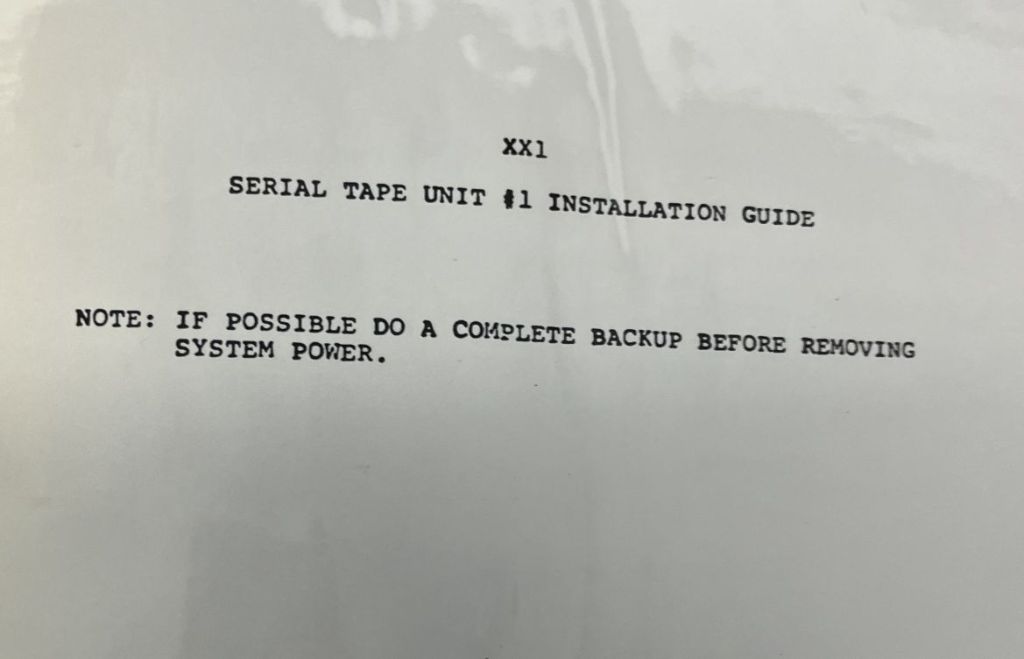 XX1
SERIAL TAPE UNIT #1 INSTALLATION GUIDE
NOTE: IF POSSIBLE DO A COMPLETE BACKUP BEFORE REMOVING
SYSTEM POWER.